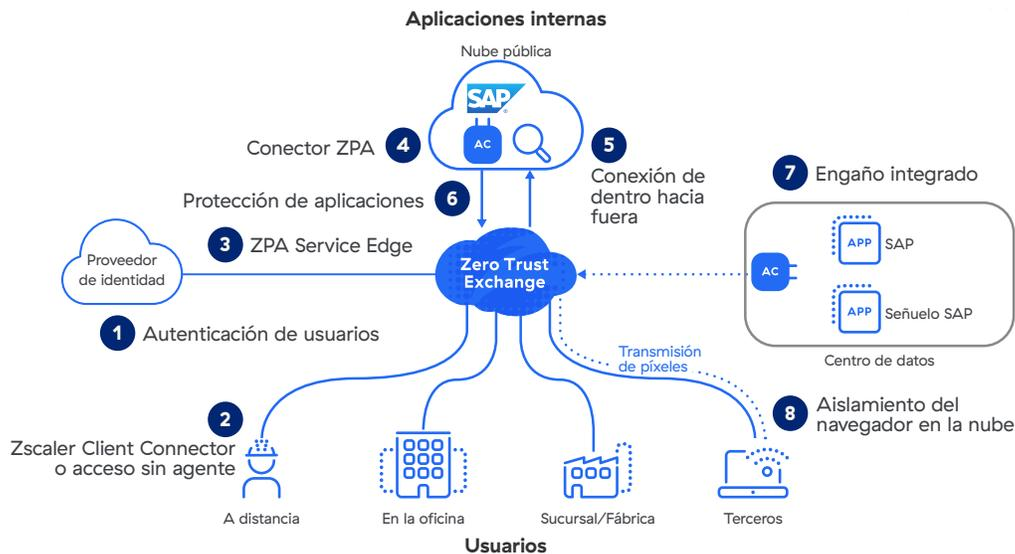 Aplicaciones internas
Nube pública
SAP
AC
4
Conector ZPA
5
Conexión de
dentro hacia
fuera
6
Protección de aplicaciones
7
Engaño integrado
3
ZPA Service Edge
Proveedor
de identidad
Zero Trust
Exchange
AC
APP
SAP
APP
Señuelo SAP
Centro de datos
1
Autenticación de usuarios
Transmisión
de píxeles
2
Zscaler Client Connector
o acceso sin agente
8
Aislamiento del
navegador en la nube
A distancia
En la oficina
Sucursal/Fábrica
Terceros
Usuarios